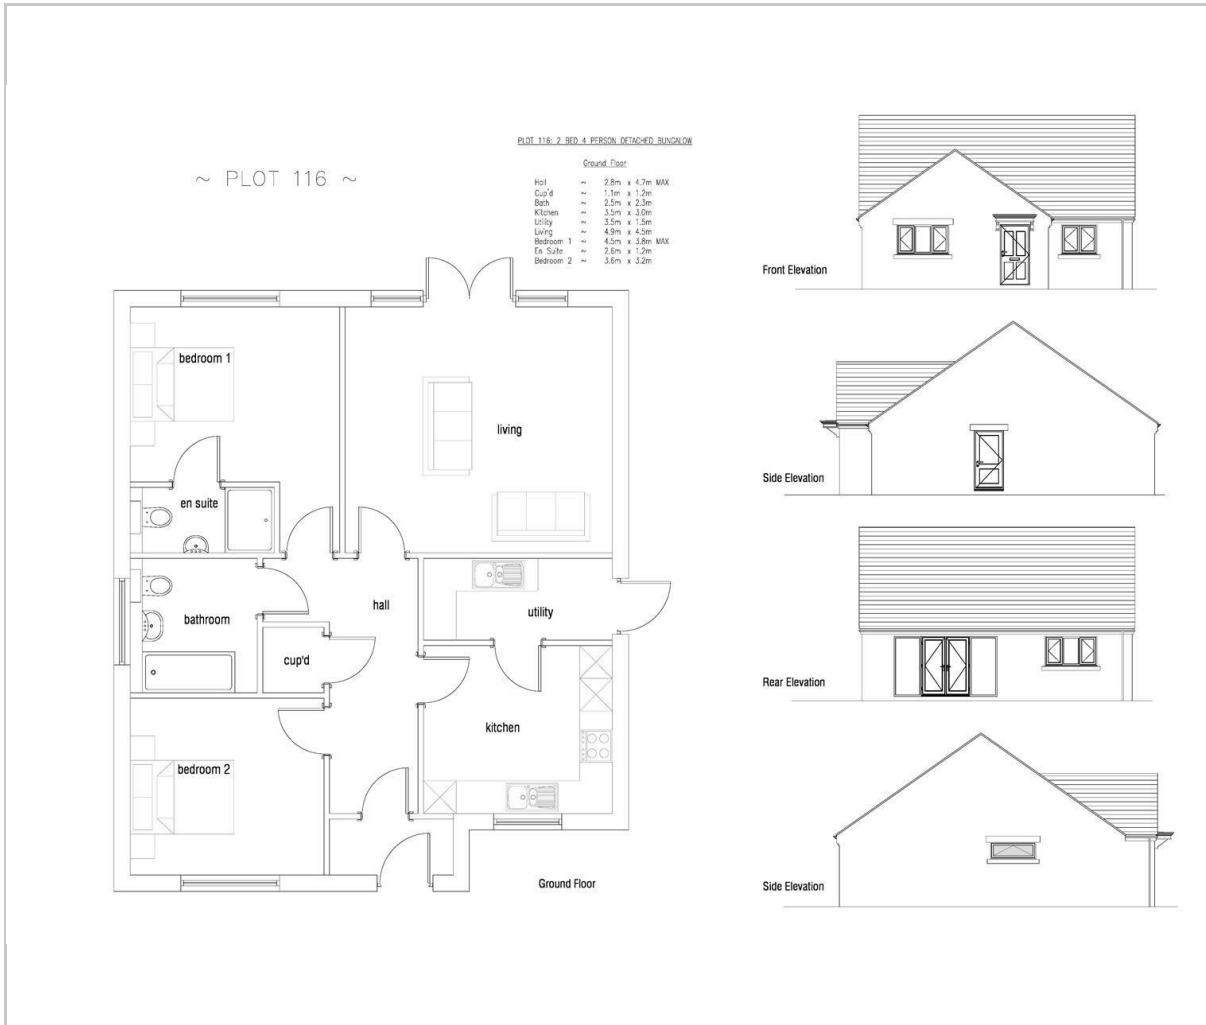 ~ PLOT 116 ~
PLOT 116: 2 BED 4 PERSON DETACHED BUNGALOW
Ground Floor
Hall ~ 2.8m x 4.7m MAX
Cup'd ~ 1.1m x 1.2m
Bath ~ 2.5m x 2.3m
Kitchen ~ 3.5m x 3.0m
Utility ~ 3.5m x 1.5m
Living ~ 4.9m x 4.5m
Bedroom 1 ~ 4.5m x 3.8m MAX
En Suite ~ 2.6m x 1.2m
Bedroom 2 ~ 3.6m x 3.2m
bedroom 1
living
en suite
hall
utility
bathroom
cup'd
kitchen
bedroom 2
Ground Floor
Front Elevation
Side Elevation
Rear Elevation
Side Elevation